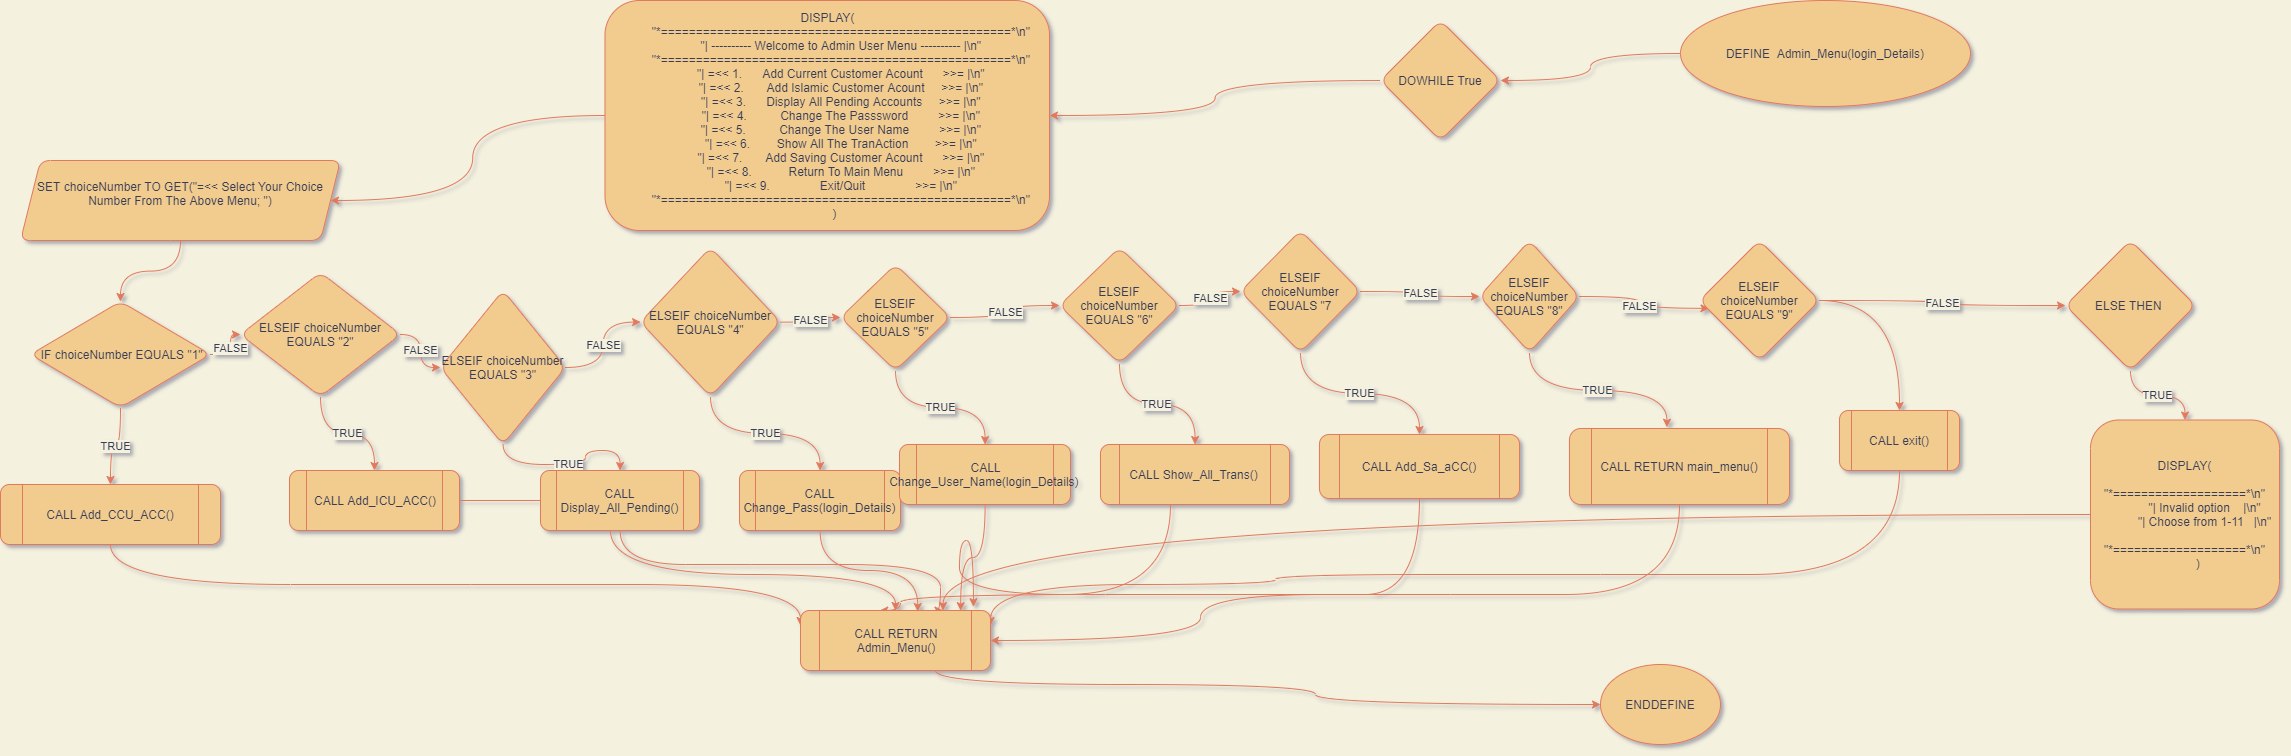 DEFINE  Admin_Menu(login_Details)
DOWHILE True
DISPLAY(
"*==================================================*\n"
"| ---------- Welcome to Admin User Menu ---------- |\n"
"*==================================================*\n"
"| =<< 1.      Add Current Customer Acount      >>= |\n"
"| =<< 2.      Add Islamic Customer Acount     >>= |\n"
"| =<< 3.      Display All Pending Accounts     >>= |\n"
"| =<< 4.          Change The Passsword         >>= |\n"
"| =<< 5.          Change The User Name         >>= |\n"
"| =<< 6.        Show All The TranAction        >>= |\n"
"| =<< 7.       Add Saving Customer Acount      >>= |\n"
"| =<< 8.            Return To Main Menu         >>= |\n"
"| =<< 9.               Exit/Quit               >>= |\n"
"*==================================================*\n"
)
SET choiceNumber TO GET("=<< Select Your Choice
Number From The Above Menu; ")
IF choiceNumber EQUALS "1"
FALSE
ELSEIF choiceNumber
EQUALS "2"
FALSE
ELSEIF choiceNumber
EQUALS "3"
FALSE
ELSEIF choiceNumber
EQUALS "4"
FALSE
ELSEIF
choiceNumber
EQUALS "5"
FALSE
ELSEIF
choiceNumber
EQUALS "6"
FALSE
ELSEIF
choiceNumber
EQUALS "7
FALSE
ELSEIF
choiceNumber
EQUALS "8"
FALSE
ELSEIF
choiceNumber
EQUALS "9"
FALSE
ELSE THEN
TRUE
TRUE
TRUE
TRUE
TRUE
TRUE
TRUE
TRUE
TRUE
CALL Add_CCU_ACC()
CALL Add_ICU_ACC()
CALL
Display_All_Pending()
CALL
Change_Pass(login_Details)
CALL
Change_User_Name(login_Details)
CALL Show_All_Trans()
CALL Add_Sa_aCC()
CALL RETURN main_menu()
CALL exit()
DISPLAY(
"*===================*\n"
"| Invalid option    |\n"
"| Choose from 1-11   |\n"
"*===================*\n"
)
CALL RETURN
Admin_Menu()
ENDDEFINE